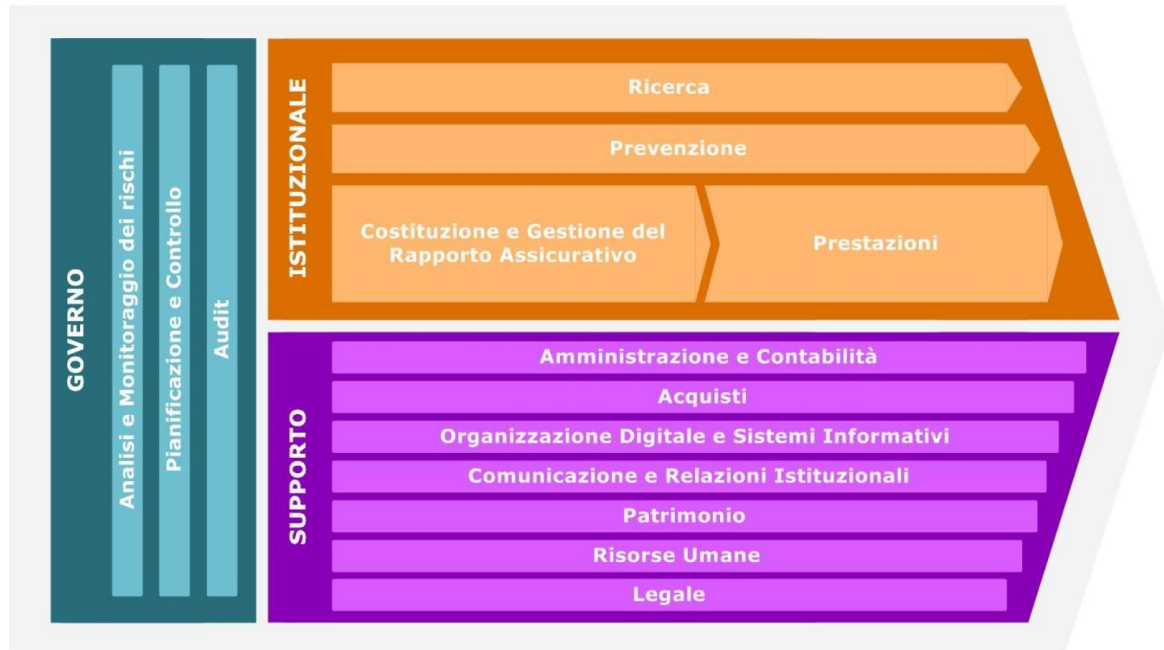 GOVERNO
Analisi e Monitoraggio dei rischi
Pianificazione e Controllo
Audit
ISTITUZIONALE
Ricerca
Prevenzione
Costituzione e Gestione del
Rapporto Assicurativo
Prestazioni
SUPPORTO
Amministrazione e Contabilità
Acquisti
Organizzazione Digitale e Sistemi Informativi
Comunicazione e Relazioni Istituzionali
Patrimonio
Risorse Umane
Legale